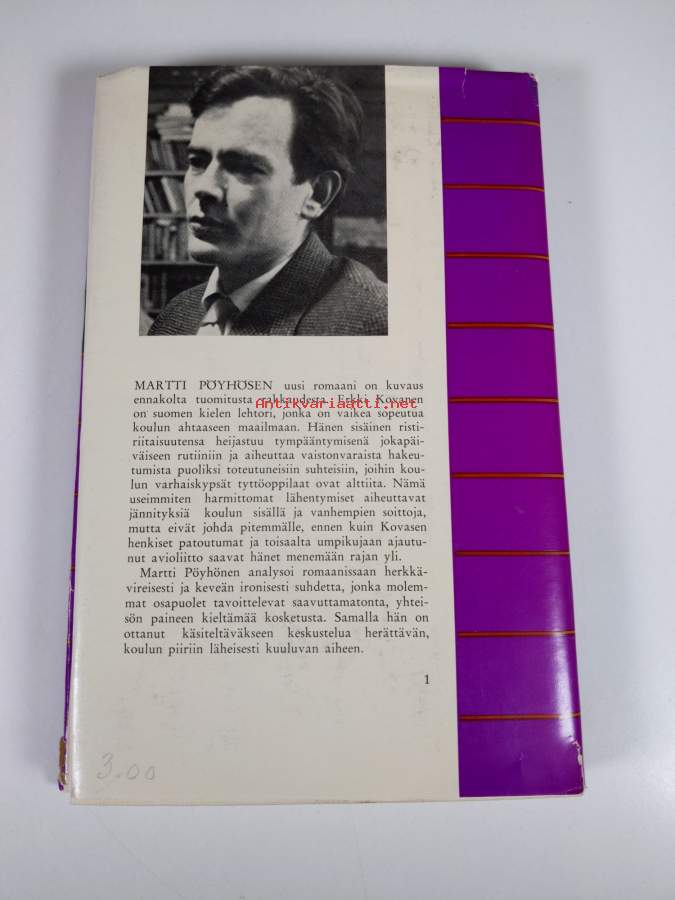 MARTTI PÖYHÖSEN uusi romaani on kuvaus
ennakolta tuomitusta rakkaudesta. Erkki Kovanen
on suomen kielen lehtori, jonka on vaikea sopeutua
koulun ahtaaseen maailmaan. Hänen sisäinen risti-
riitaisuutensa heijastuu tympääntymisenä jokapäi-
väiseen rutiiniin ja aiheuttaa vaistonvaraista hakeu-
tumista puoliksi toteutuneisiin suhteisiin, joihin kou-
lun varhaiskypsät tyttöoppilaat ovat alttiita. Nämä
useimmiten harmittomat lähentymiset aiheuttavat
jännityksiä koulun sisällä ja vanhempien soittoja,
mutta eivät johda pitemmälle, ennen kuin Kovasen
henkiset patoutumat ja toisaalta umpikujaan ajautu-
nut avioliitto saavat hänet menemään rajan yli.
Martti Pöyhönen analysoi romaanissaan herkkä-
vireisesti ja keveän ironisesti suhdetta, jonka molem-
mat osapuolet tavoittelevat saavuttamatonta, yhtei-
sön paineen kieltämää kosketusta. Samalla hän on
ottanut käsiteltäväkseen keskustelua herättävän,
koulun piiriin läheisesti kuuluvan aiheen.
1
3.00
Antikvariaatti.net